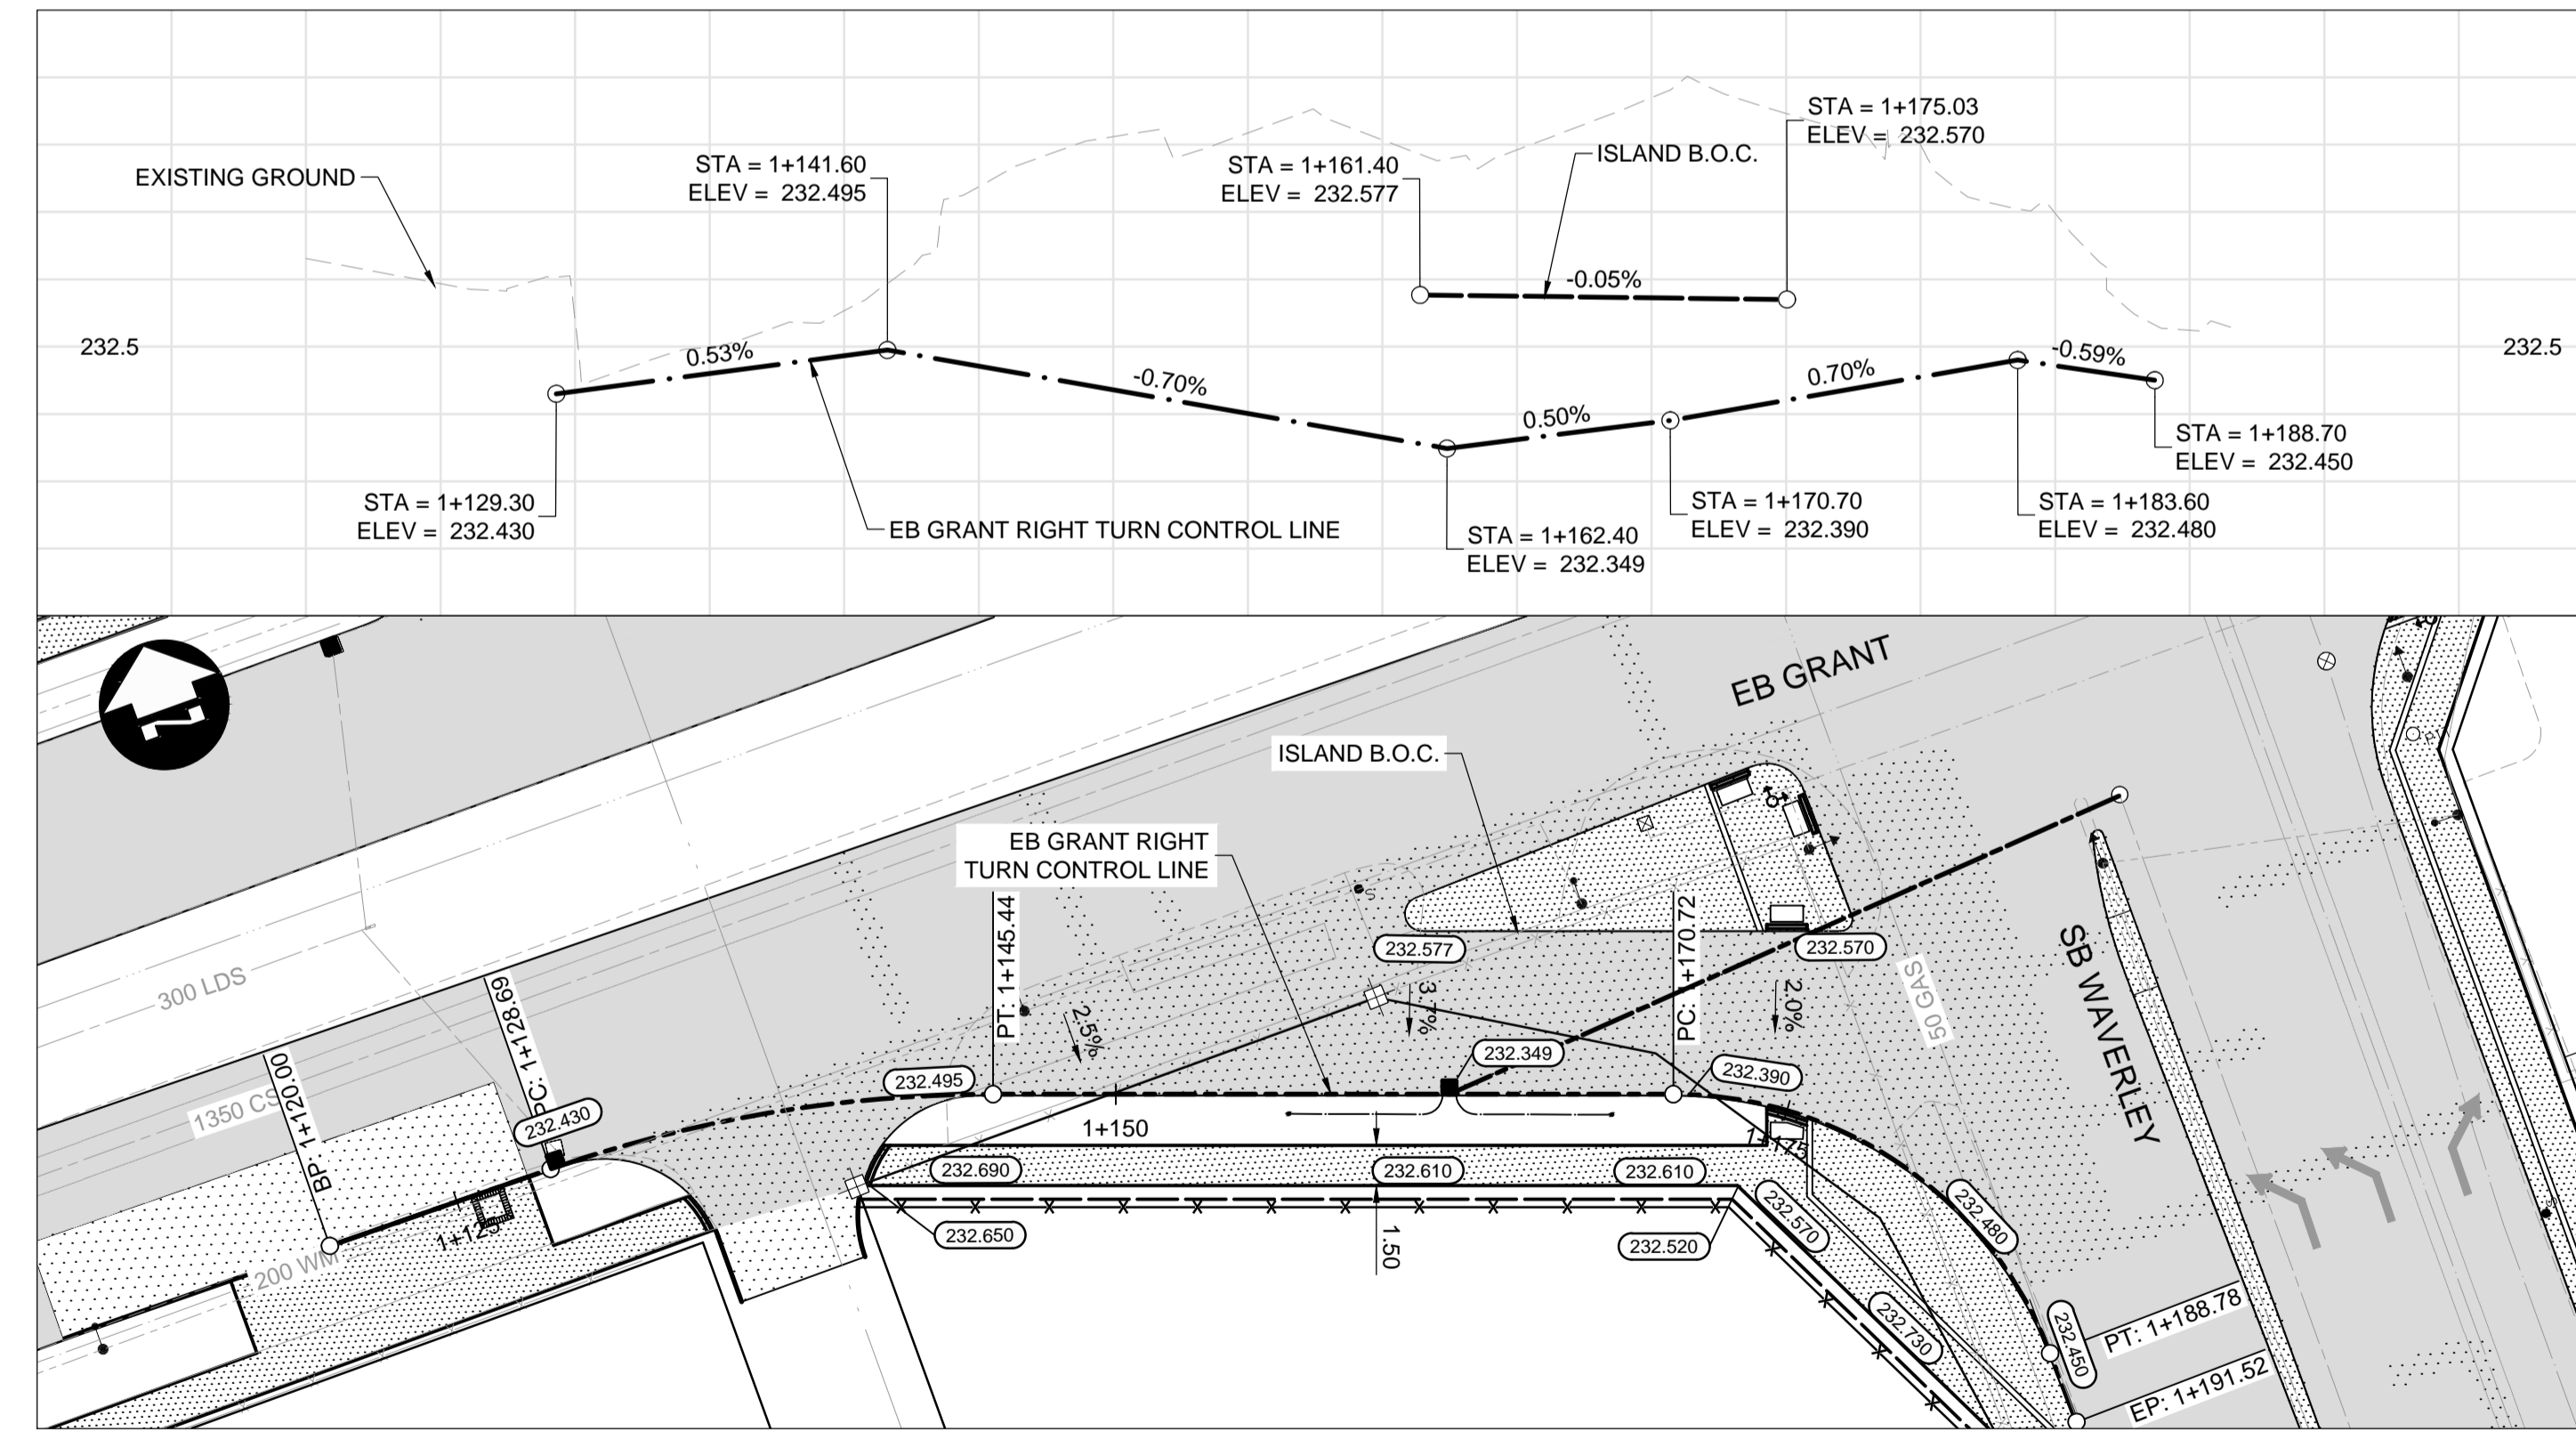 STA = 1+175.03
ELEV = 232.570
ISLAND B.O.C.
STA = 1+141.60
ELEV = 232.495
STA = 1+161.40
ELEV = 232.577
EXISTING GROUND
-0.05%
232.5
232.5
0.53%
-0.70%
0.50%
0.70%
-0.59%
STA = 1+188.70
ELEV = 232.450
STA = 1+129.30
ELEV = 232.430
EB GRANT RIGHT TURN CONTROL LINE
STA = 1+162.40
ELEV = 232.349
STA = 1+170.70
ELEV = 232.390
STA = 1+183.60
ELEV = 232.480
EB GRANT
ISLAND B.O.C.
EB GRANT RIGHT
TURN CONTROL LINE
PT: 1+145.44
PC: 1+170.72
232.577
232.570
300 LDS
50 GAS
SB WAVERLEY
PC: 1+128.69
BP: 1+120.00
1350 CS
2.5%
3.7%
2.0%
232.349
232.390
232.495
232.430
1+150
1+175
232.690
232.610
232.610
232.650
232.520
1.50
1+125
200 WM
232.570
232.480
232.730
232.450
PT: 1+188.78
EP: 1+191.52
S